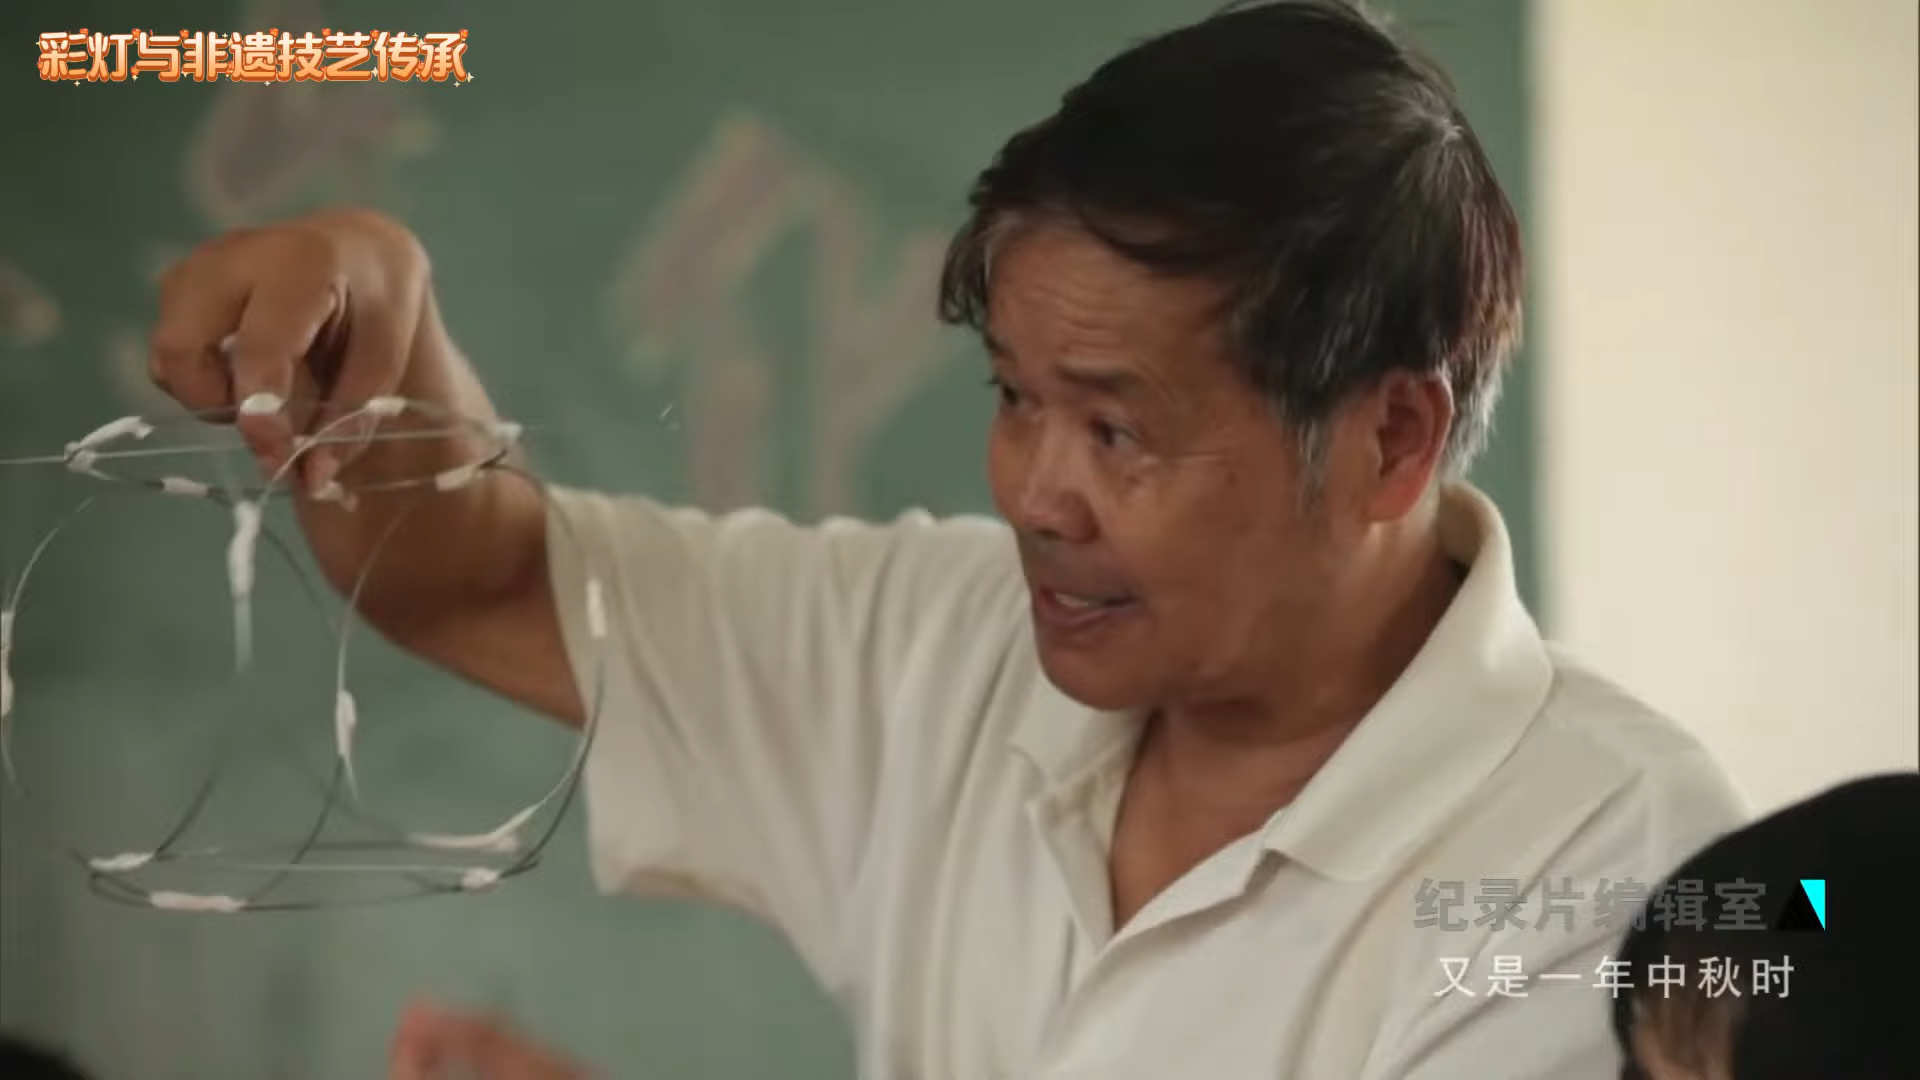 彩灯与非遗技艺传承
纪录片编辑室
又是一年中秋时